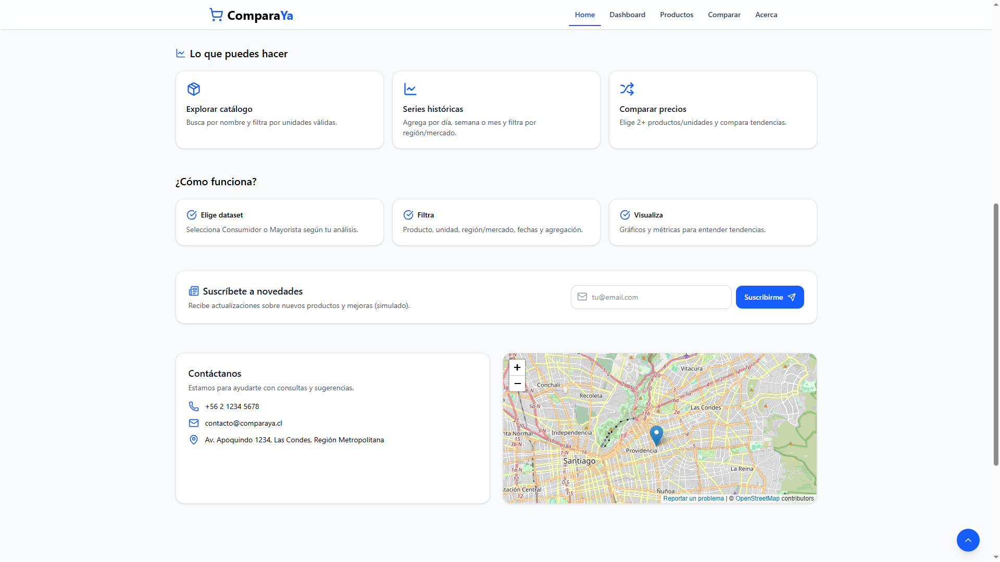 ComparaYa
Home
Dashboard
Productos
Comparar
Acerca
Lo que puedes hacer
Explorar catálogo
Busca por nombre y filtra por unidades válidas.
Series históricas
Agrega por día, semana o mes y filtra por
región/mercado.
Comparar precios
Elige 2+ productos/unidades y compara tendencias.
¿Cómo funciona?
Elige dataset
Selecciona Consumidor o Mayorista según tu análisis.
Filtra
Producto, unidad, región/mercado, fechas y agregación.
Visualiza
Gráficos y métricas para entender tendencias.
Suscríbete a novedades
Recibe actualizaciones sobre nuevos productos y mejoras (simulado).
tu@email.com
Suscribirme
Contáctanos
Estamos para ayudarte con consultas y sugerencias.
+56 2 1234 5678
contacto@comparaya.cl
Av. Apoquindo 1234, Las Condes, Región Metropolitana
+
−
Vitacura
Conchalí
Recoleta
Las Condes
Independencia
nta Normal
Providencia
Santiago
La Reina
stación Central
Ñuñoa
Reportar un problema | © OpenStreetMap contributors